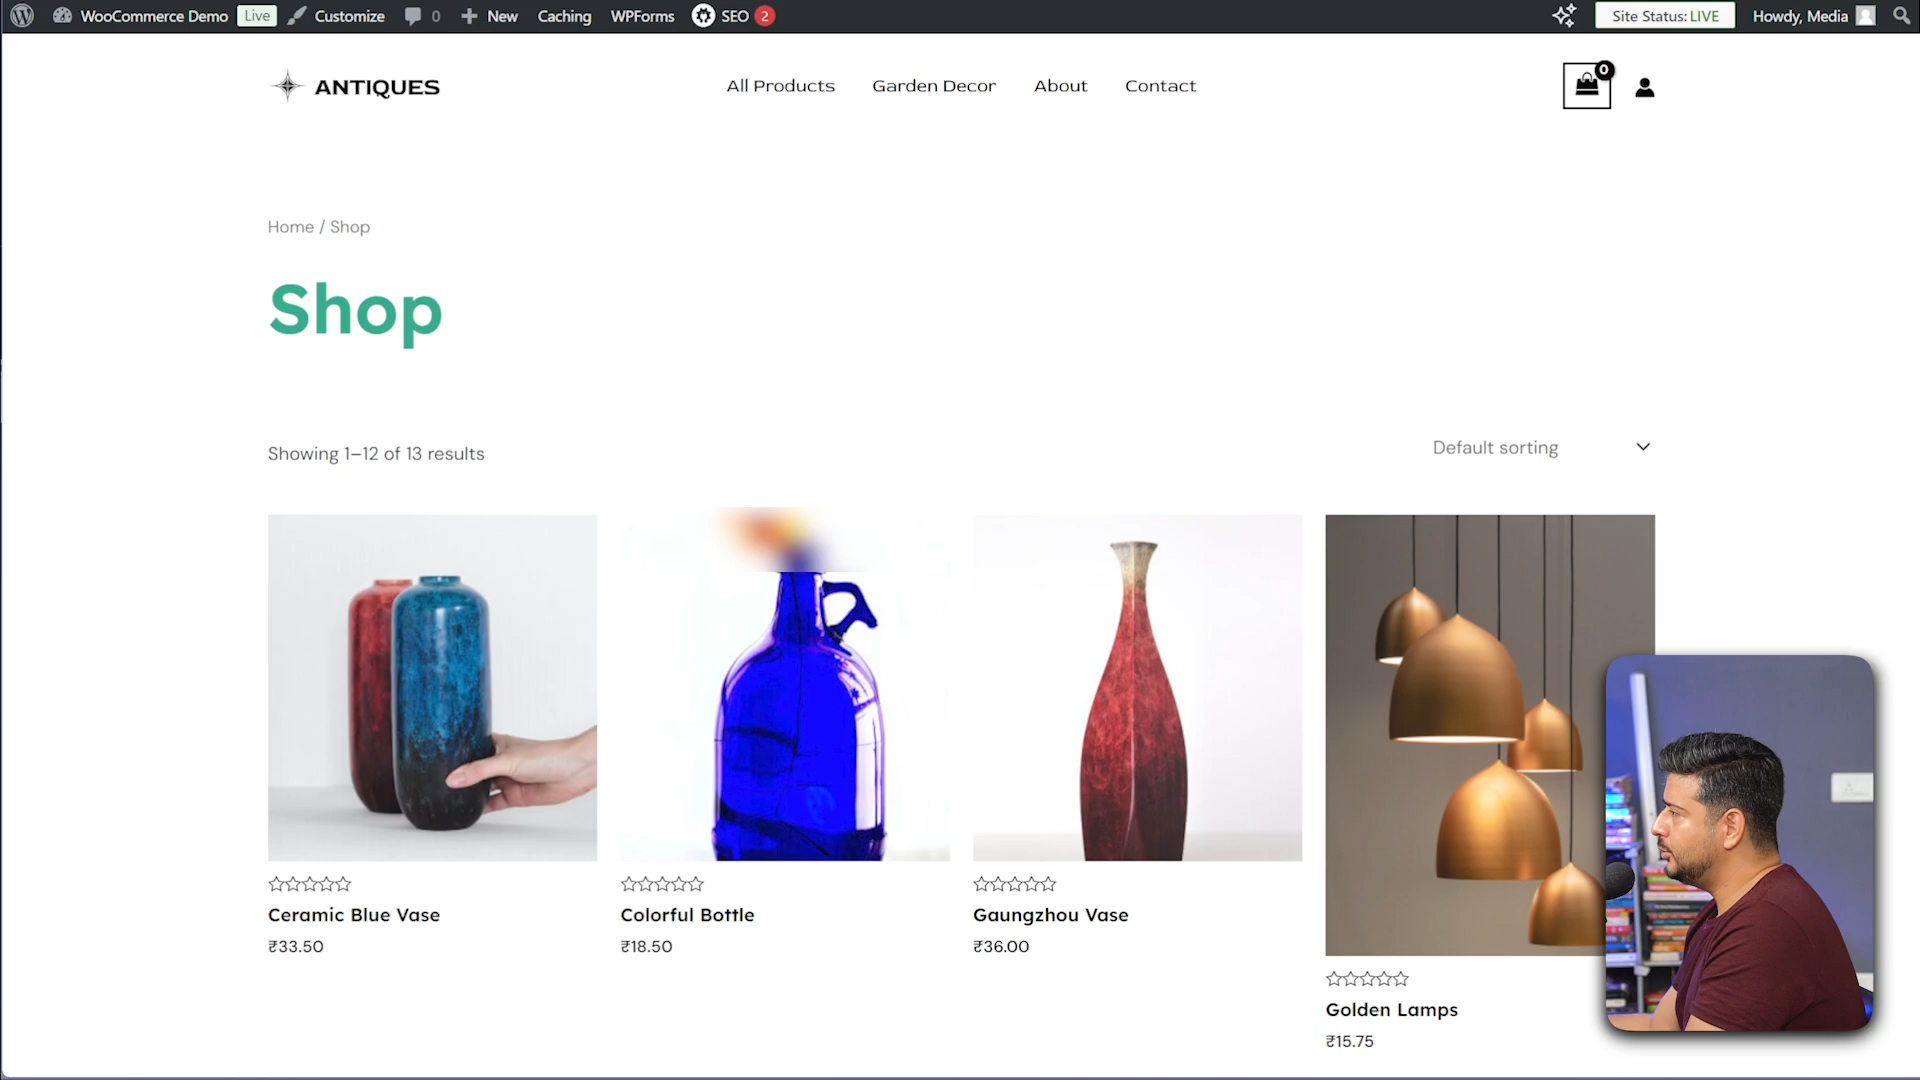 WooCommerce Demo Live Customize 0 New Caching WPForms SEO 2 Site Status: LIVE Howdy, Media
ANTIQUES All Products Garden Decor About Contact 0
Home / Shop
Shop
Showing 1–12 of 13 results Default sorting
Ceramic Blue Vase
₹33.50
Colorful Bottle
₹18.50
Gaungzhou Vase
₹36.00
Golden Lamps
₹15.75